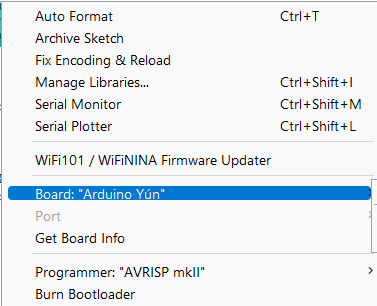 Auto Format Ctrl+T
Archive Sketch
Fix Encoding & Reload
Manage Libraries... Ctrl+Shift+I
Serial Monitor Ctrl+Shift+M
Serial Plotter Ctrl+Shift+L
WiFi101 / WiFiNINA Firmware Updater
Board: "Arduino Yún"
Port
Get Board Info
Programmer: "AVRISP mkII"
Burn Bootloader